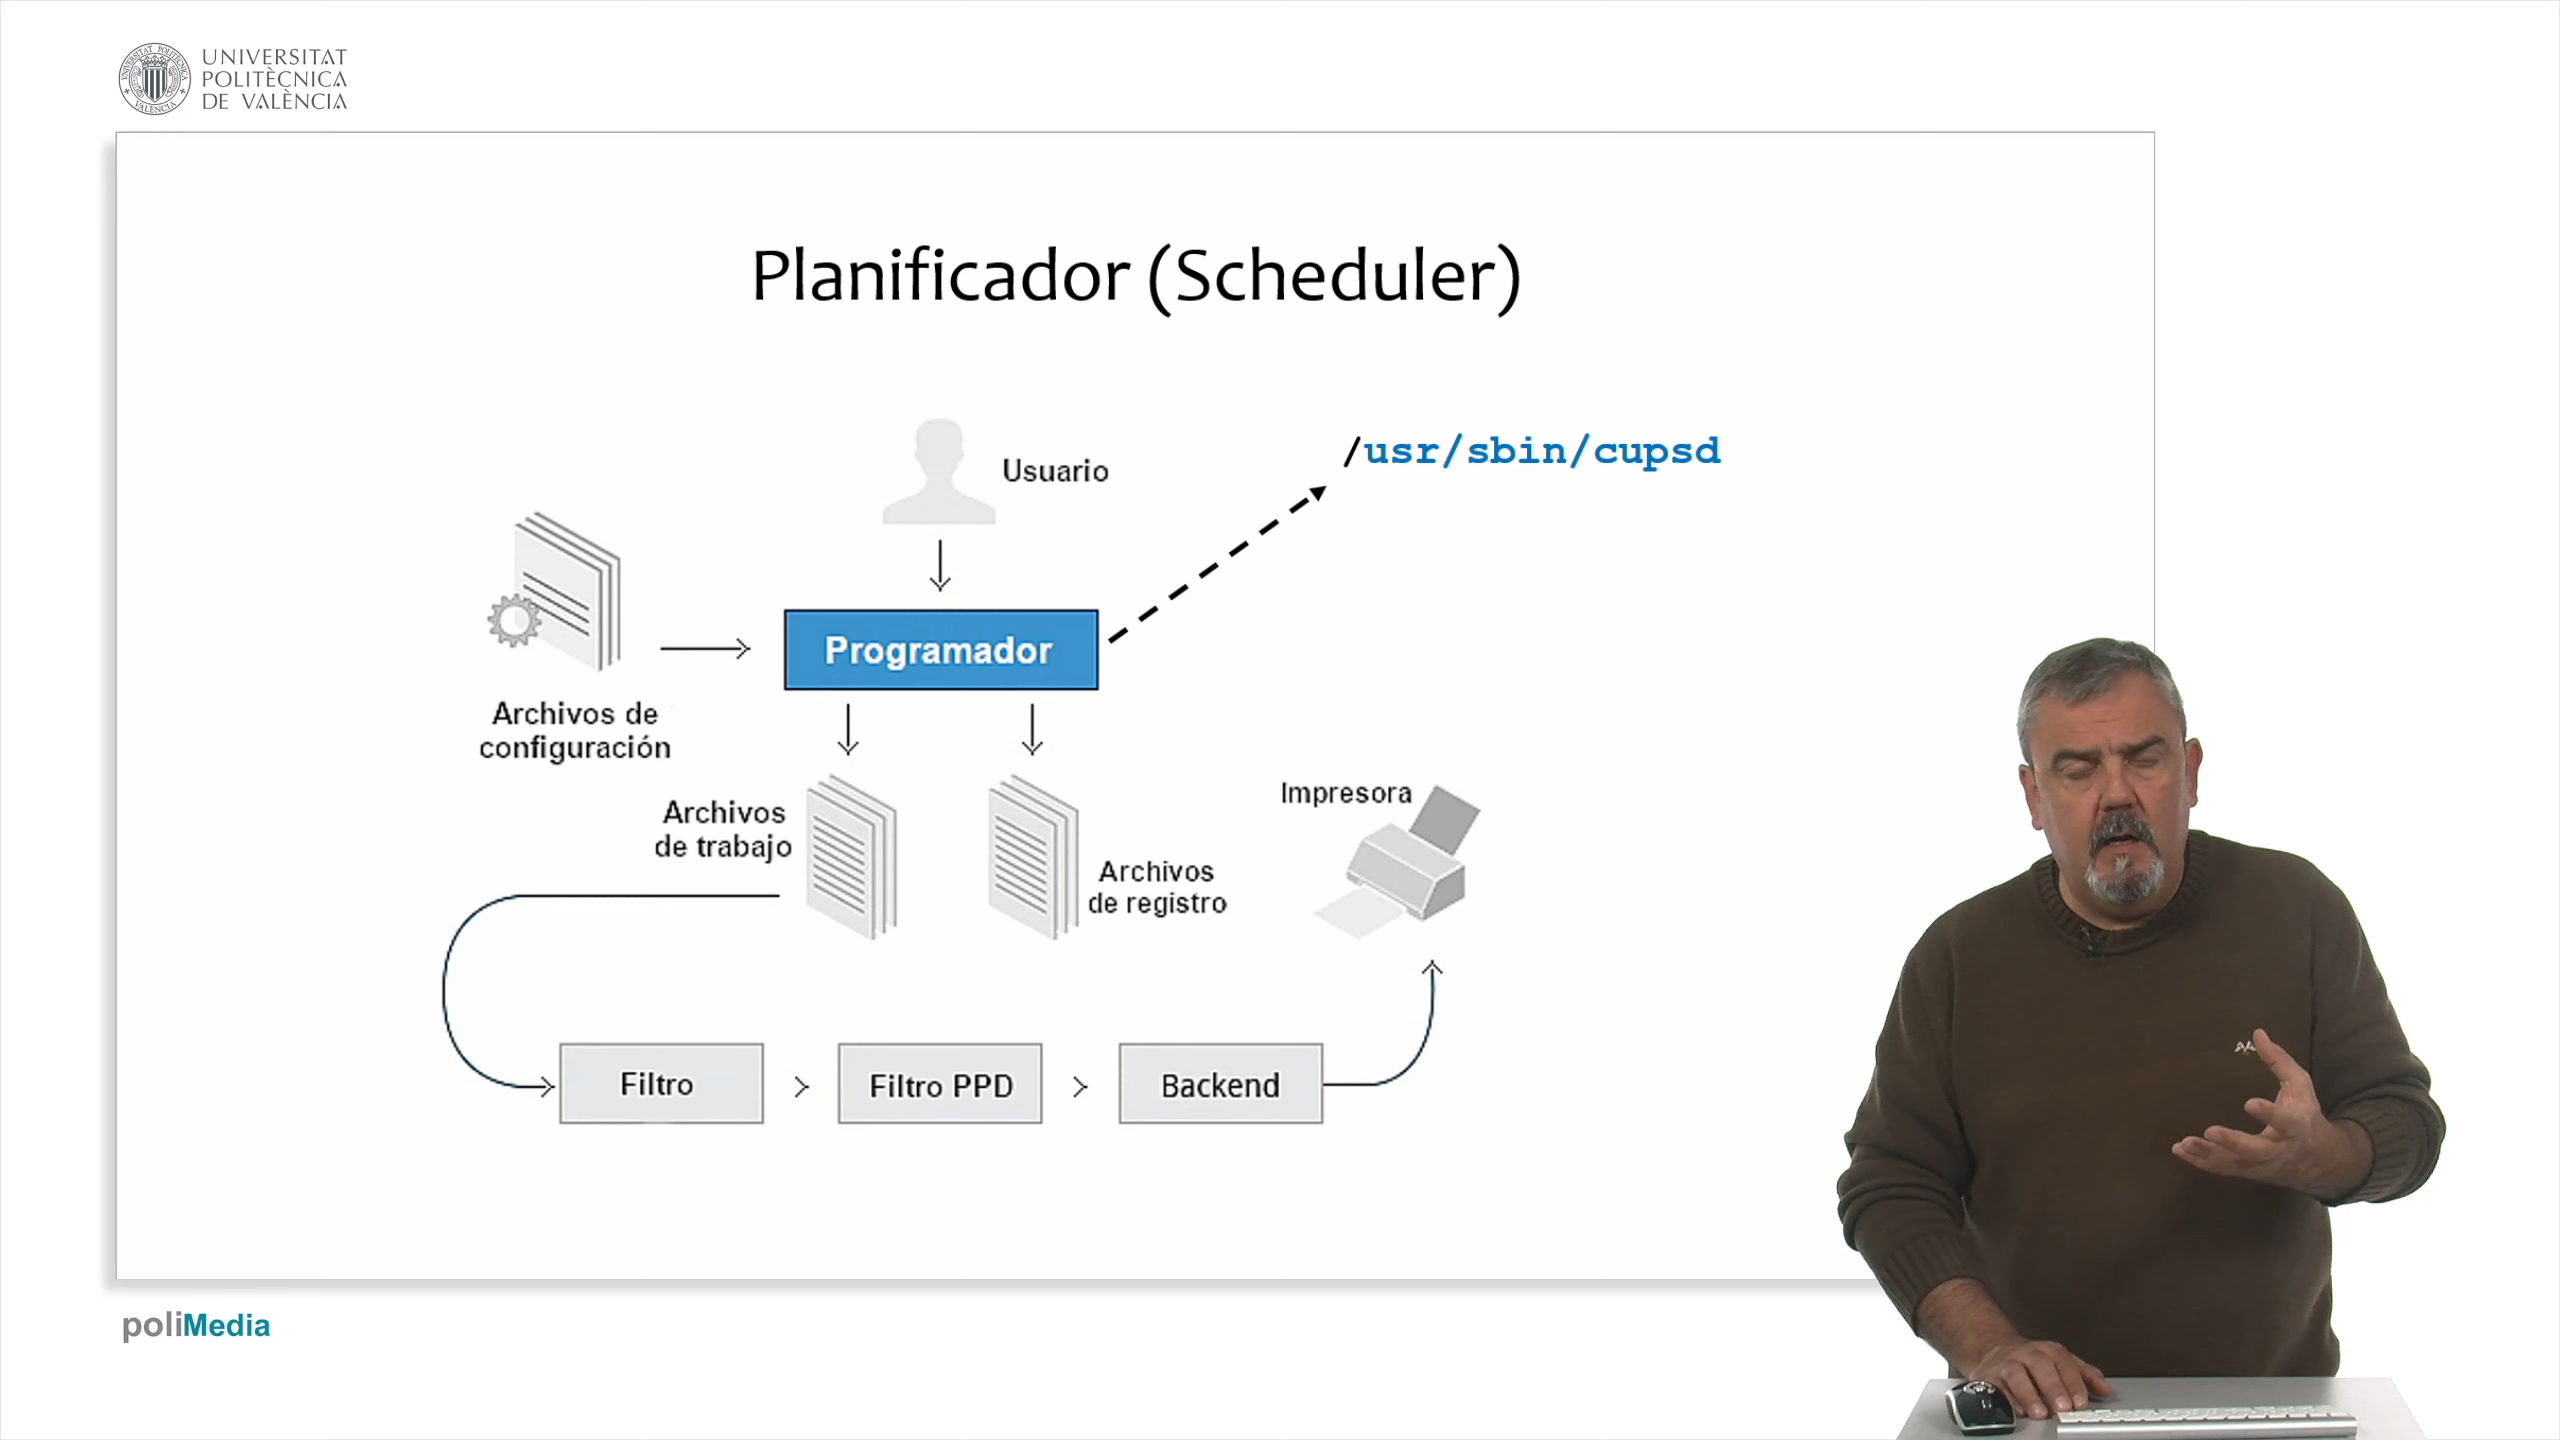 UNIVERSITAT
POLITÈCNICA
DE VALÈNCIA
Planificador (Scheduler)
Usuario
/usr/sbin/cupsd
Programador
Archivos de
configuración
Archivos
de trabajo
Archivos
de registro
Impresora
Filtro
>
Filtro PPD
>
Backend
poliMedia